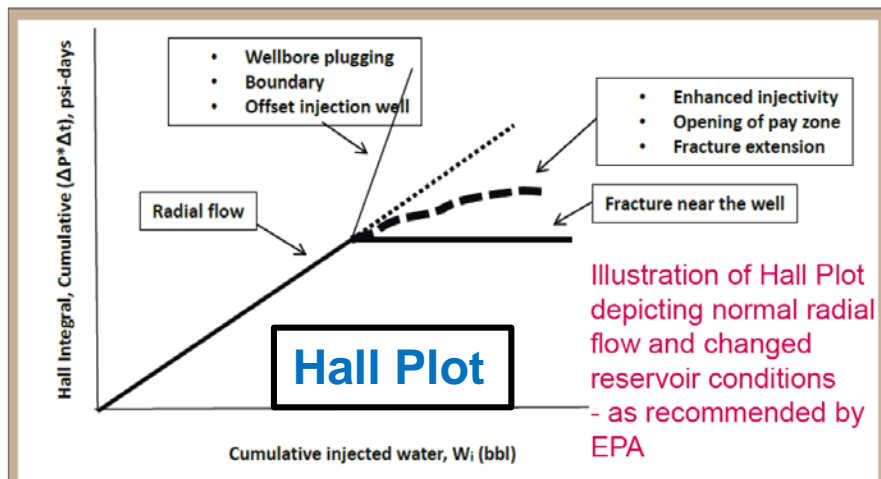 • Wellbore plugging
• Boundary
• Offset injection well
• Enhanced injectivity
• Opening of pay zone
• Fracture extension
Radial flow
Fracture near the well
Hall Integral, Cumulative (ΔP*Δt), psi-days
Illustration of Hall Plot
depicting normal radial
flow and changed
reservoir conditions
- as recommended by
EPA
Hall Plot
Cumulative injected water, Wᵢ (bbl)